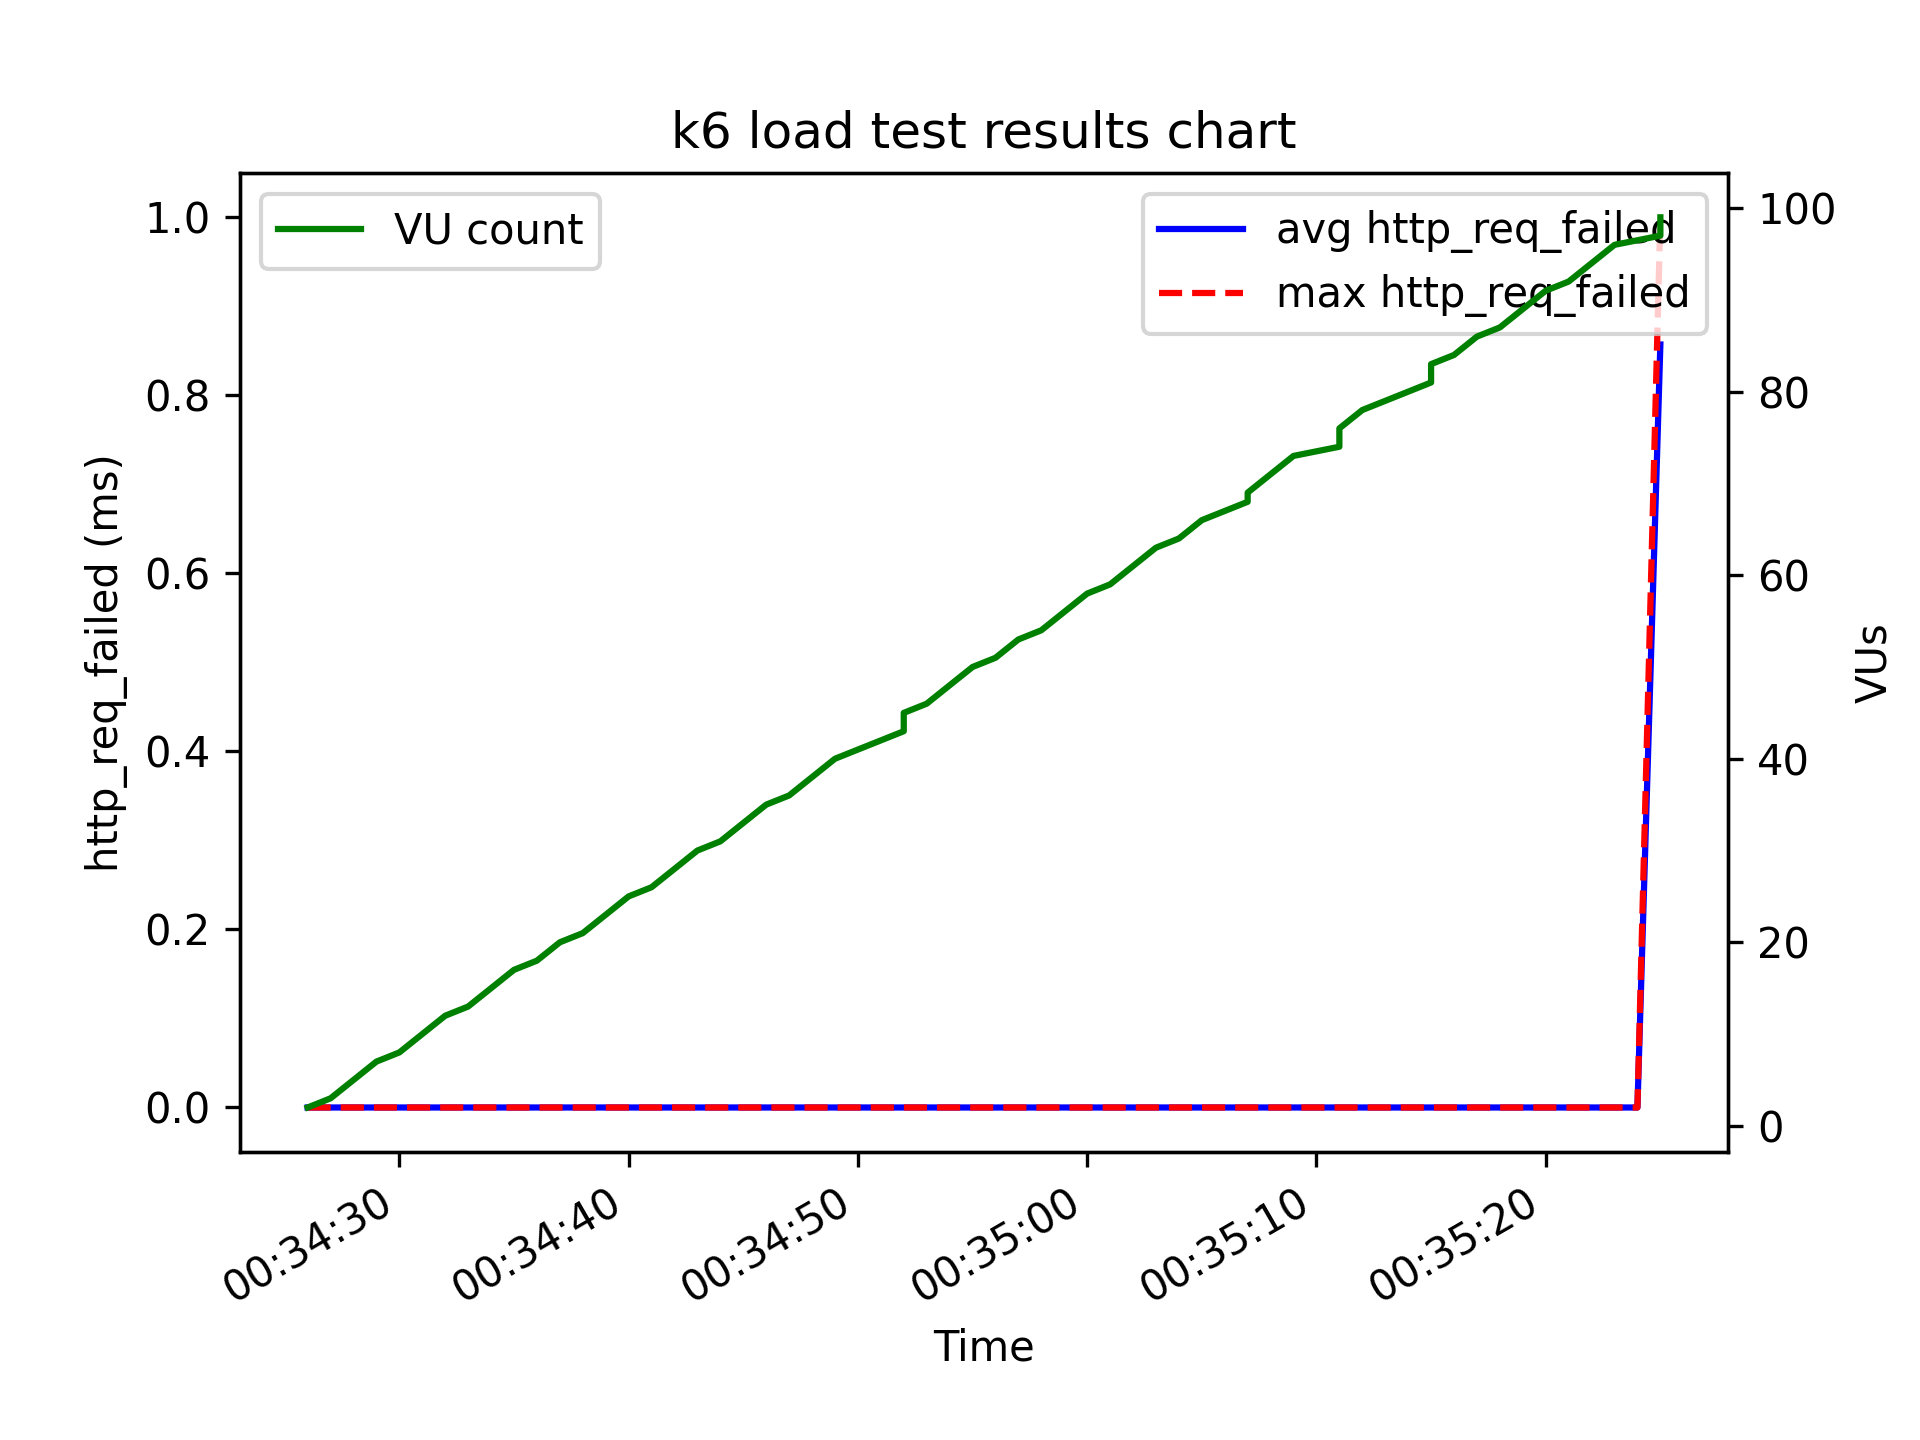 k6 load test results chart
VU count
avg http_req_failed
max http_req_failed
1.0
0.8
0.6
0.4
0.2
0.0
http_req_failed (ms)
100
80
60
40
20
0
VUs
00:34:30
00:34:40
00:34:50
00:35:00
00:35:10
00:35:20
Time